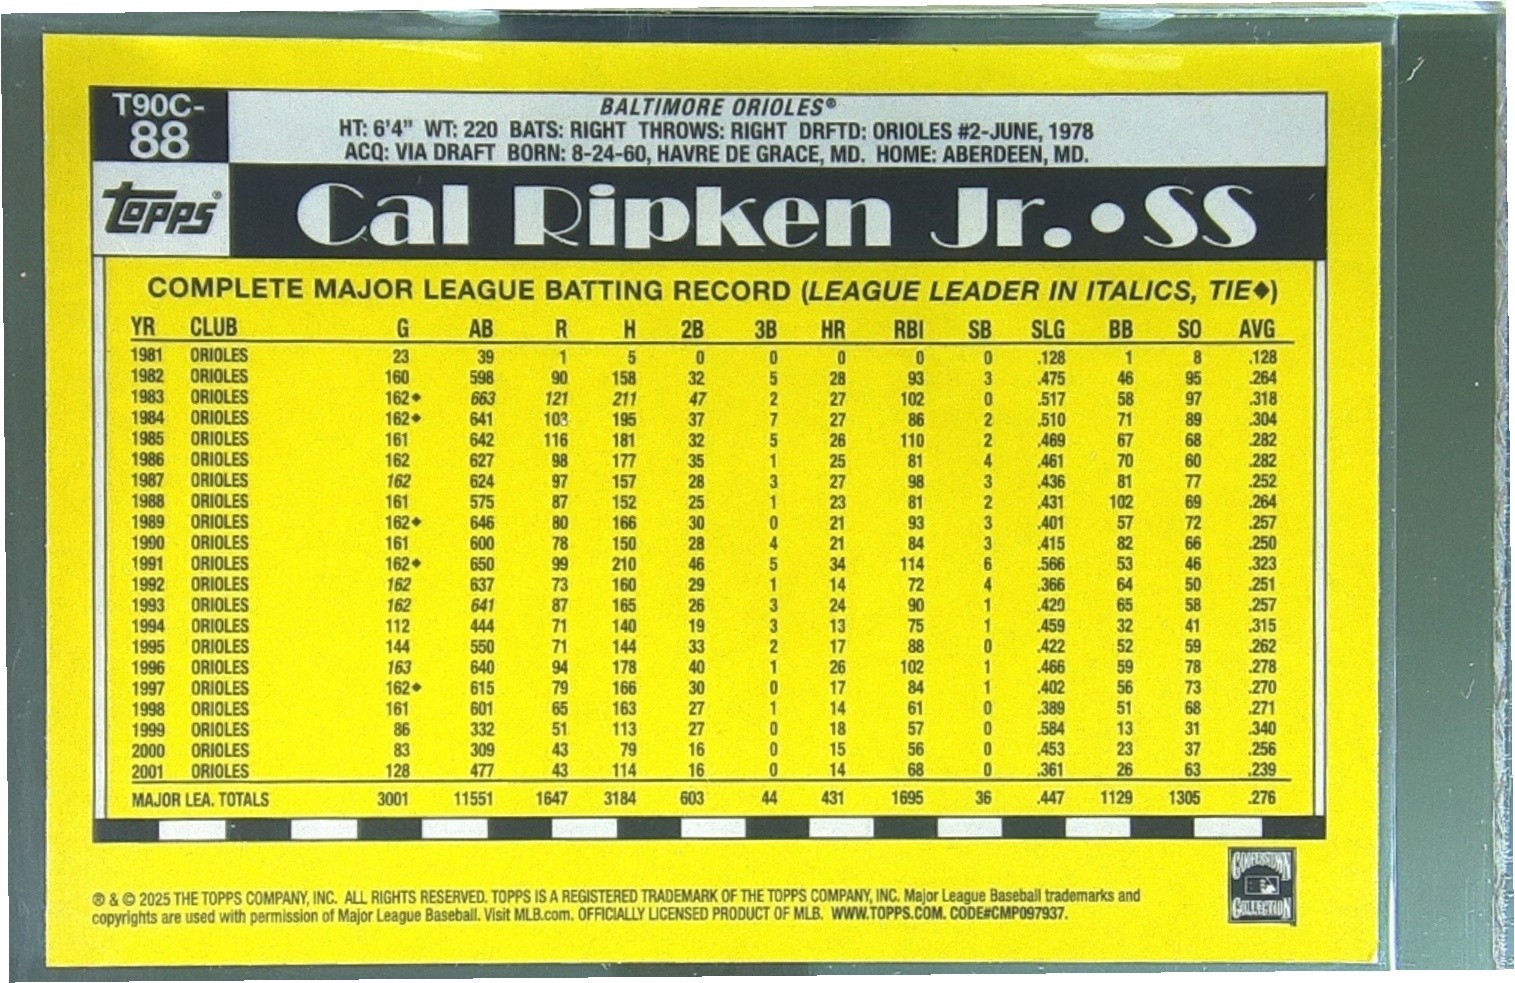 T90C-
88
BALTIMORE ORIOLES®
HT: 6'4" WT: 220 BATS: RIGHT THROWS: RIGHT DRFTD: ORIOLES #2-JUNE, 1978
ACQ: VIA DRAFT BORN: 8-24-60, HAVRE DE GRACE, MD. HOME: ABERDEEN, MD.
topps®
Cal Ripken Jr.•SS
COMPLETE MAJOR LEAGUE BATTING RECORD (LEAGUE LEADER IN ITALICS, TIE◆)
YR CLUB G AB R H 2B 3B HR RBI SB SLG BB SO AVG
1981 ORIOLES 23 39 1 5 0 0 0 0 0 .128 1 8 .128
1982 ORIOLES 160 598 90 158 32 5 28 93 3 .475 46 95 .264
1983 ORIOLES 162◆ 663 121 211 47 2 27 102 0 .517 58 97 .318
1984 ORIOLES 162◆ 641 103 195 37 7 27 86 2 .510 71 89 .304
1985 ORIOLES 161 642 116 181 32 5 26 110 2 .469 67 68 .282
1986 ORIOLES 162 627 98 177 35 1 25 81 4 .461 70 60 .282
1987 ORIOLES 162 624 97 157 28 3 27 98 3 .436 81 77 .252
1988 ORIOLES 161 575 87 152 25 1 23 81 2 .431 102 69 .264
1989 ORIOLES 162◆ 646 80 166 30 0 21 93 3 .401 57 72 .257
1990 ORIOLES 161 600 78 150 28 4 21 84 3 .415 82 66 .250
1991 ORIOLES 162◆ 650 99 210 46 5 34 114 6 .566 53 46 .323
1992 ORIOLES 162 637 73 160 29 1 14 72 4 .366 64 50 .251
1993 ORIOLES 162 641 87 165 26 3 24 90 1 .420 65 58 .257
1994 ORIOLES 112 444 71 140 19 3 13 75 1 .459 32 41 .315
1995 ORIOLES 144 550 71 144 33 2 17 88 0 .422 52 59 .262
1996 ORIOLES 163 640 94 178 40 1 26 102 1 .466 59 78 .278
1997 ORIOLES 162◆ 615 79 166 30 0 17 84 1 .402 56 73 .270
1998 ORIOLES 161 601 65 163 27 1 14 61 0 .389 51 68 .271
1999 ORIOLES 86 332 51 113 27 0 18 57 0 .584 13 31 .340
2000 ORIOLES 83 309 43 79 16 0 15 56 0 .453 23 37 .256
2001 ORIOLES 128 477 43 114 16 0 14 68 0 .361 26 63 .239
MAJOR LEA. TOTALS 3001 11551 1647 3184 603 44 431 1695 36 .447 1129 1305 .276
COOPERSTOWN
COLLECTION
® & © 2025 THE TOPPS COMPANY, INC. ALL RIGHTS RESERVED. TOPPS IS A REGISTERED TRADEMARK OF THE TOPPS COMPANY, INC. Major League Baseball trademarks and
copyrights are used with permission of Major League Baseball. Visit MLB.com. OFFICIALLY LICENSED PRODUCT OF MLB. WWW.TOPPS.COM. CODE#CMP097937.